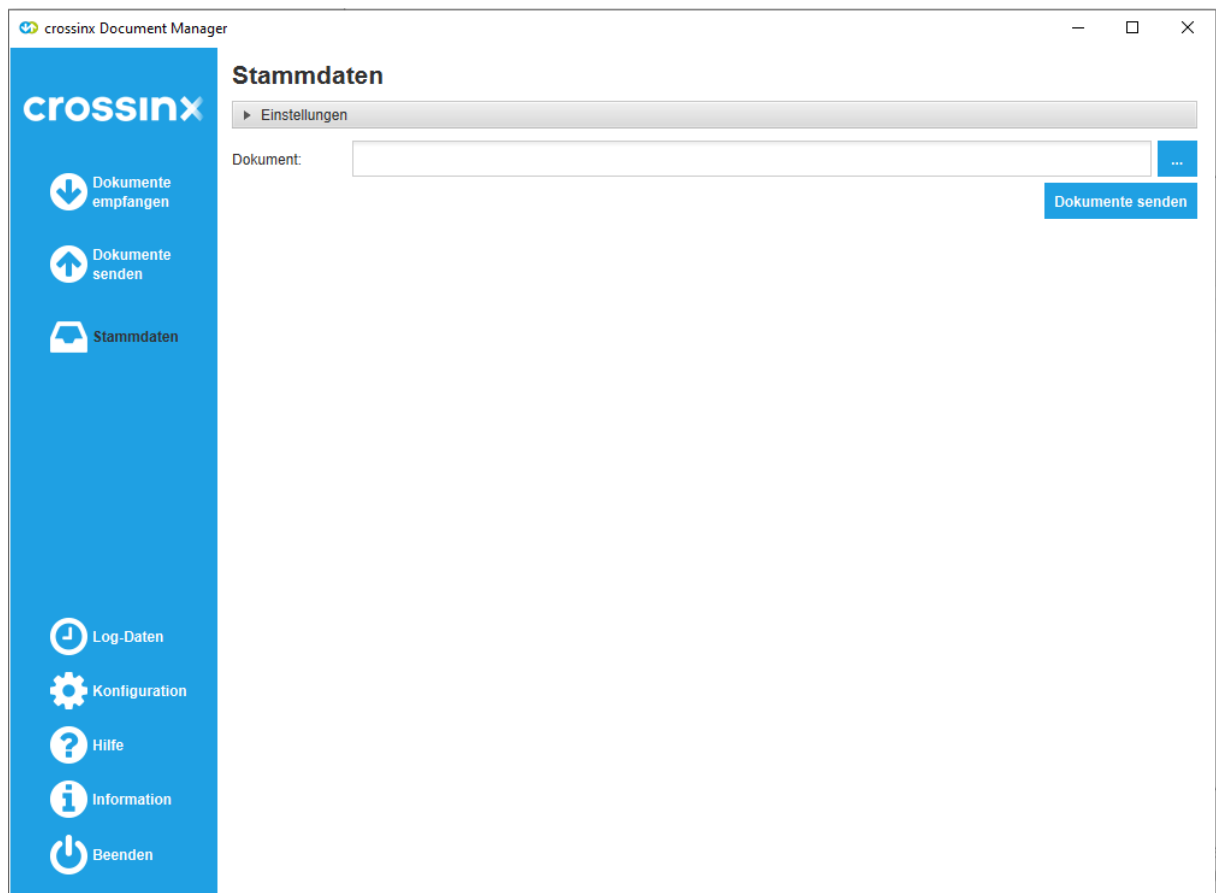 crossinx Document Manager
crossinx
Dokumente
empfangen
Dokumente
senden
Stammdaten
Log-Daten
Konfiguration
Hilfe
Information
Beenden
Stammdaten
Einstellungen
Dokument:
...
Dokumente senden